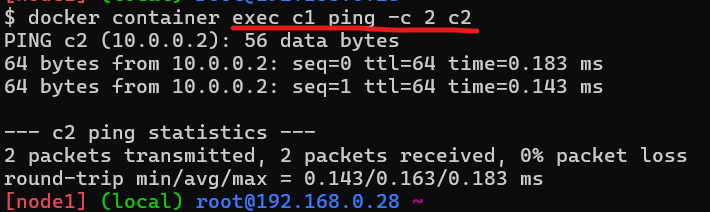 $ docker container exec c1 ping -c 2 c2
PING c2 (10.0.0.2): 56 data bytes
64 bytes from 10.0.0.2: seq=0 ttl=64 time=0.183 ms
64 bytes from 10.0.0.2: seq=1 ttl=64 time=0.143 ms
--- c2 ping statistics ---
2 packets transmitted, 2 packets received, 0% packet loss
round-trip min/avg/max = 0.143/0.163/0.183 ms
[node1] (local) root@192.168.0.28 ~